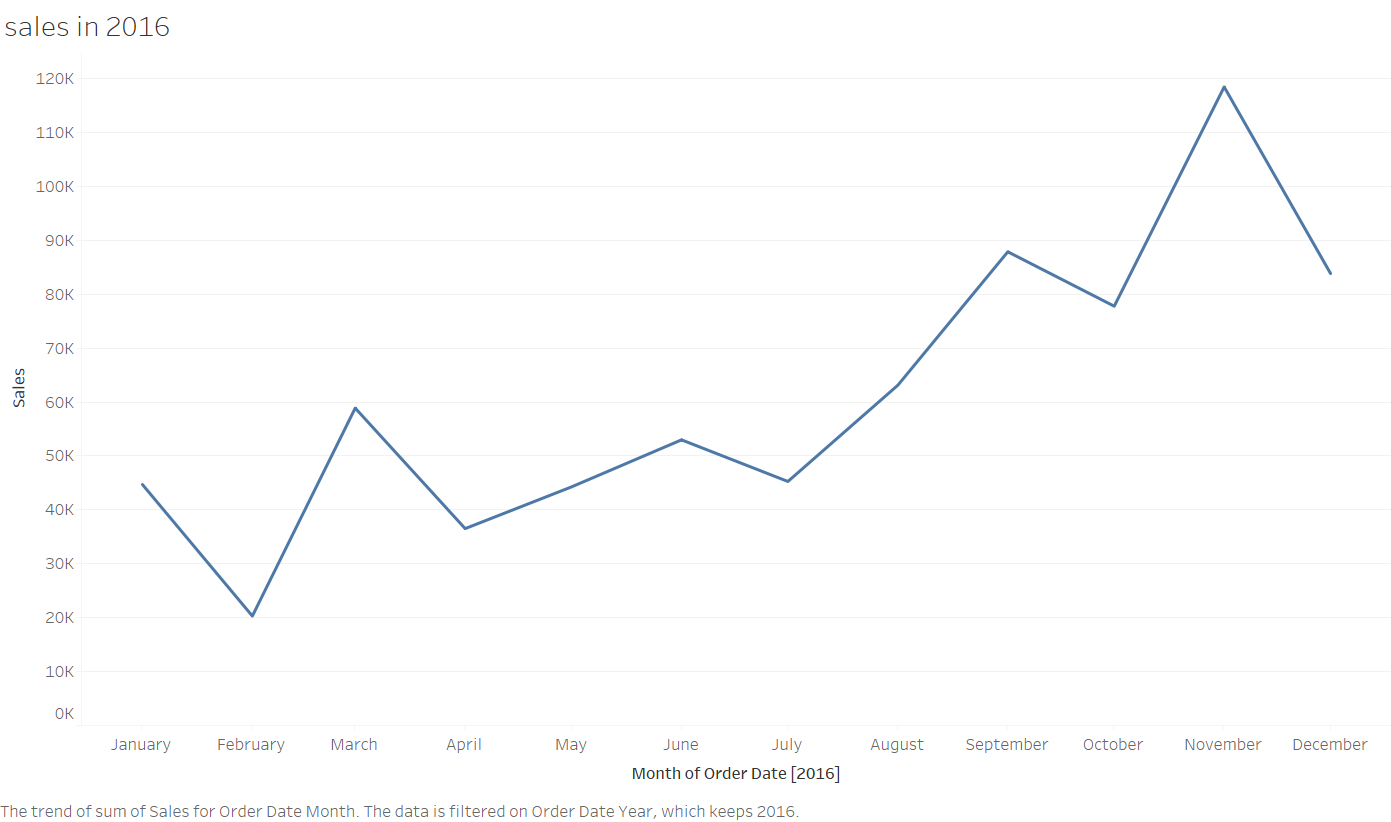 sales in 2016
120K
110K
100K
90K
80K
70K
60K
50K
40K
30K
20K
10K
0K
Sales
January February March April May June July August September October November December
Month of Order Date [2016]
The trend of sum of Sales for Order Date Month. The data is filtered on Order Date Year, which keeps 2016.